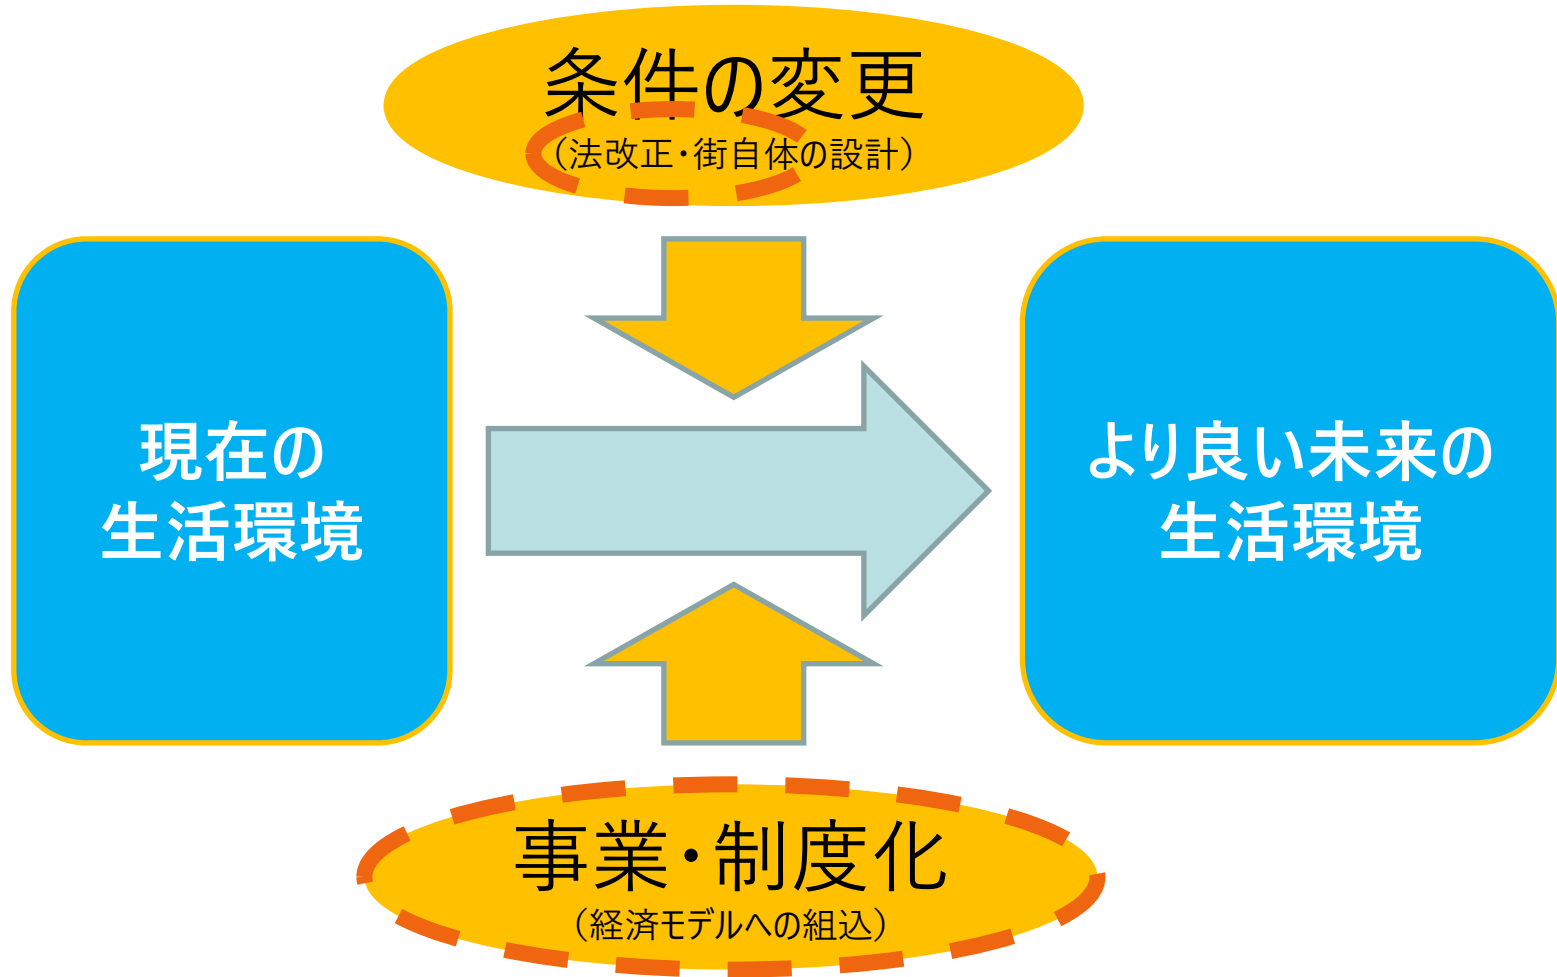 条件の変更
（法改正・街自体の設計）
現在の
生活環境
より良い未来の
生活環境
事業・制度化
（経済モデルへの組込）